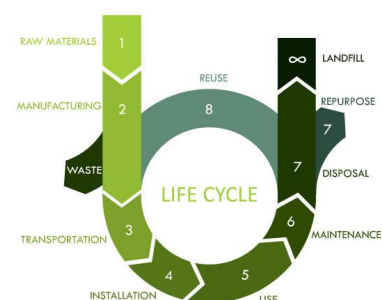 RAW MATERIALS
1
∞
LANDFILL
REUSE
MANUFACTURING
2
8
REPURPOSE
7
WASTE
7
DISPOSAL
LIFE CYCLE
TRANSPORTATION
3
6
MAINTENANCE
4
5
INSTALLATION
USE